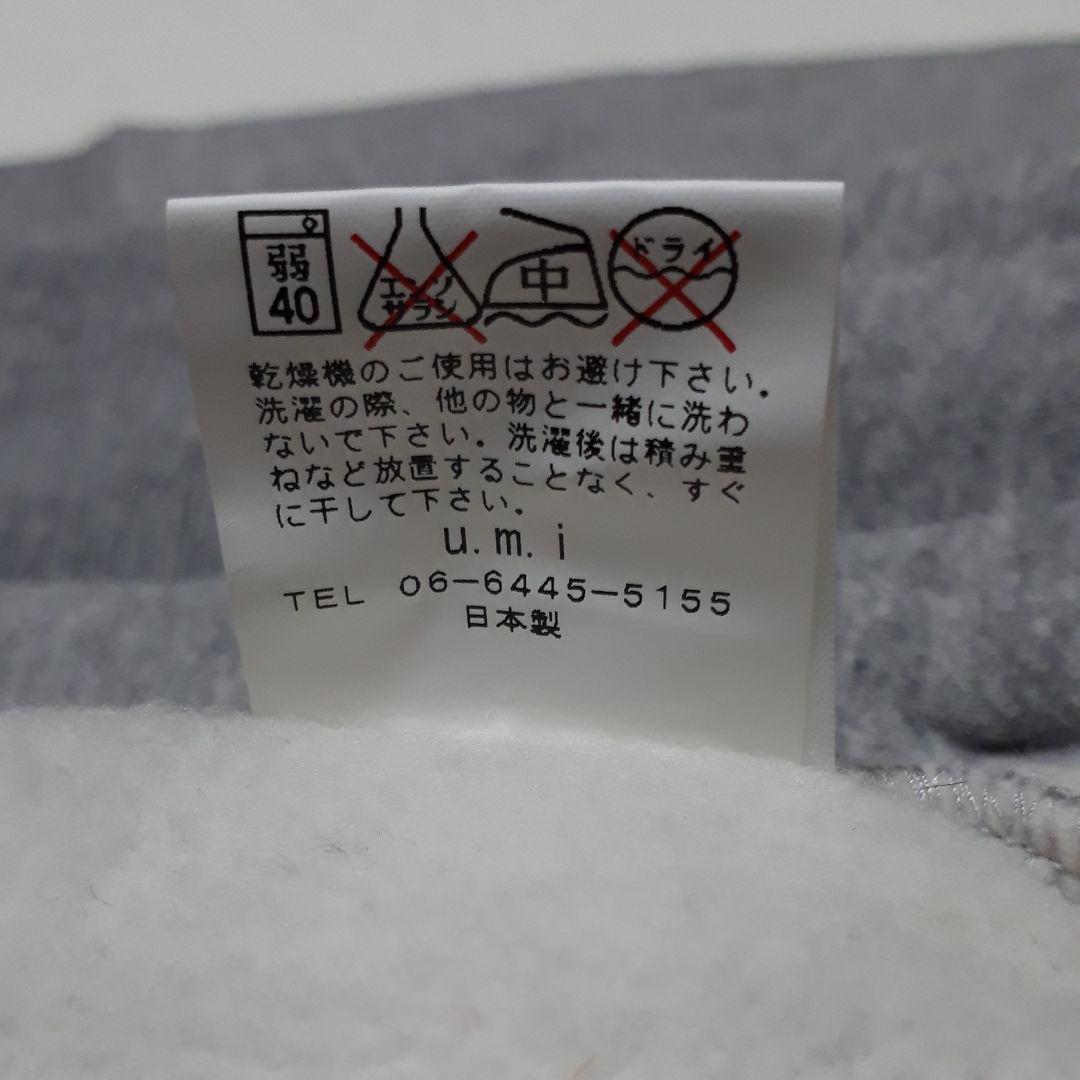 弱
40
エンソ
サラシ
中
ドライ
乾燥機のご使用はお避け下さい.
洗濯の際、他の物と一緒に洗わ
ないで下さい。洗濯後は積み重
ねなど放置することなく、すぐ
に干して下さい。
u.m.i
TEL 06-6445-5155
日本製